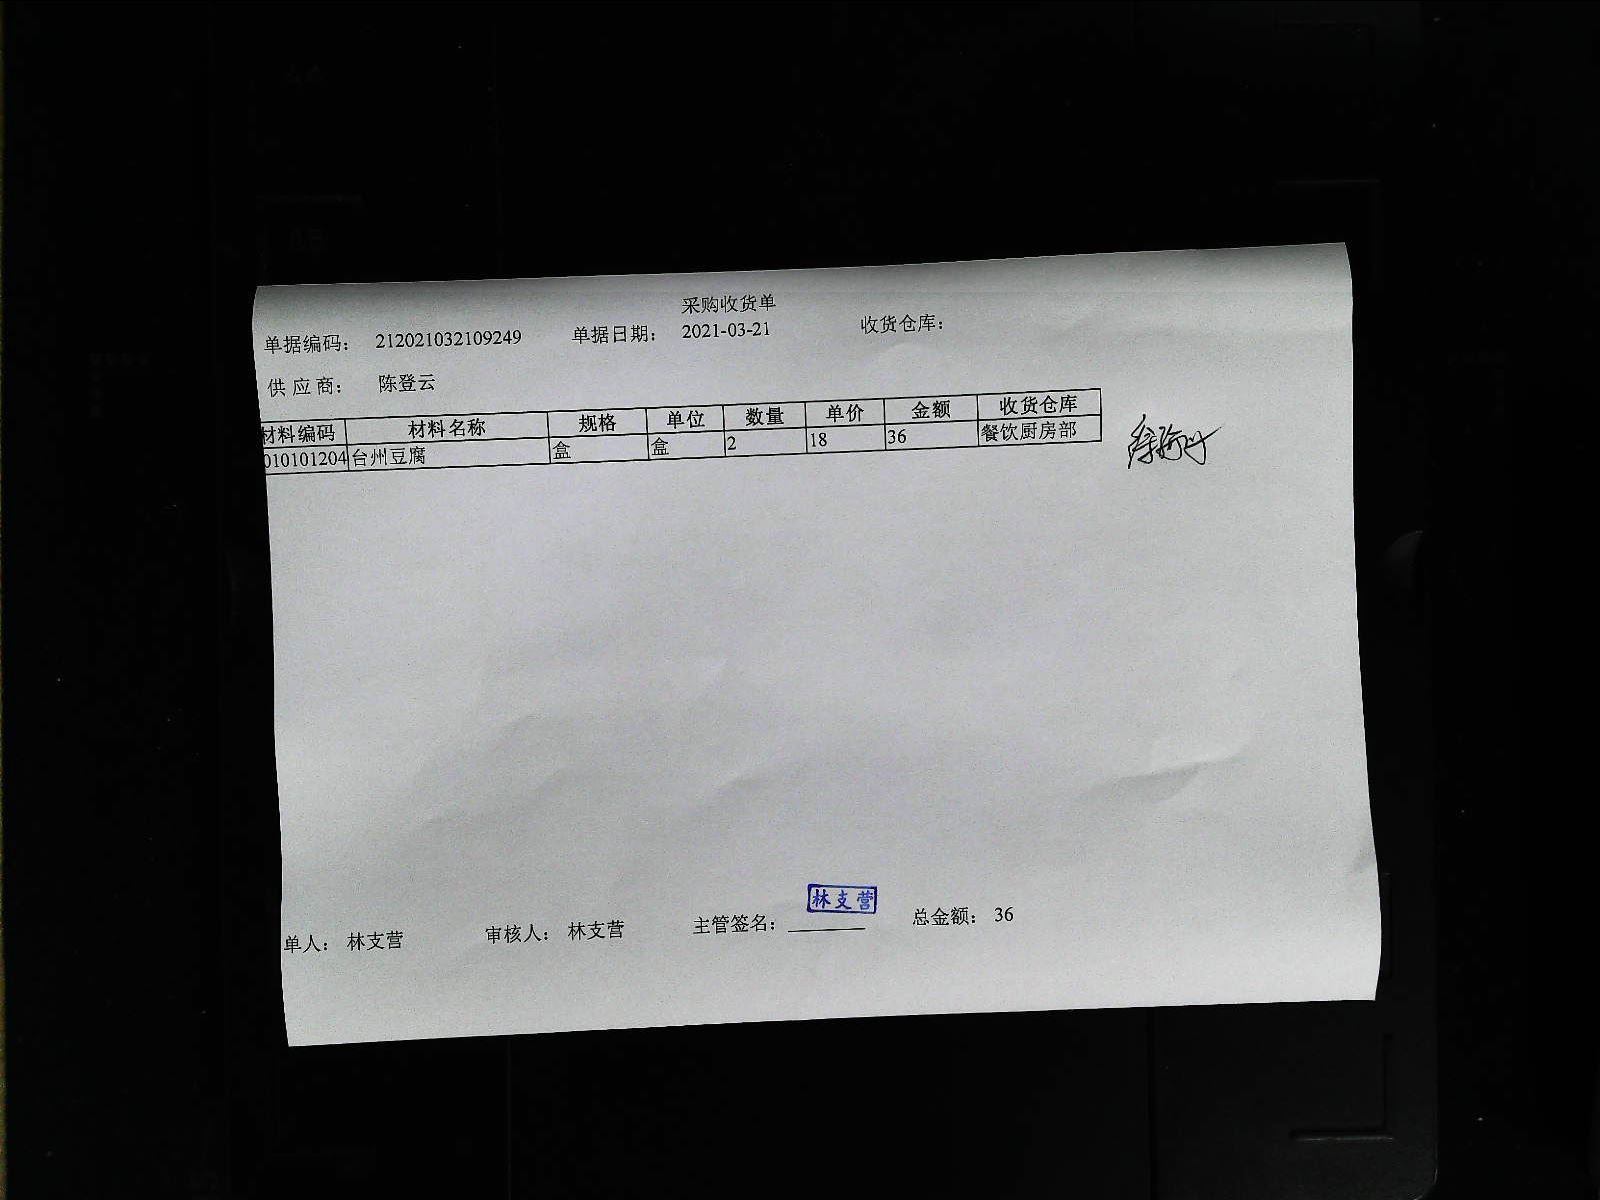 采购收货单
单据编码： 212021032109249 单据日期： 2021-03-21 收货仓库：
供 应 商： 陈登云
材料编码 材料名称 规格 单位 数量 单价 金额 收货仓库
010101204 台州豆腐 盒 盒 2 18 36 餐饮厨房部
林支营
单人： 林支营 审核人： 林支营 主管签名： 总金额： 36